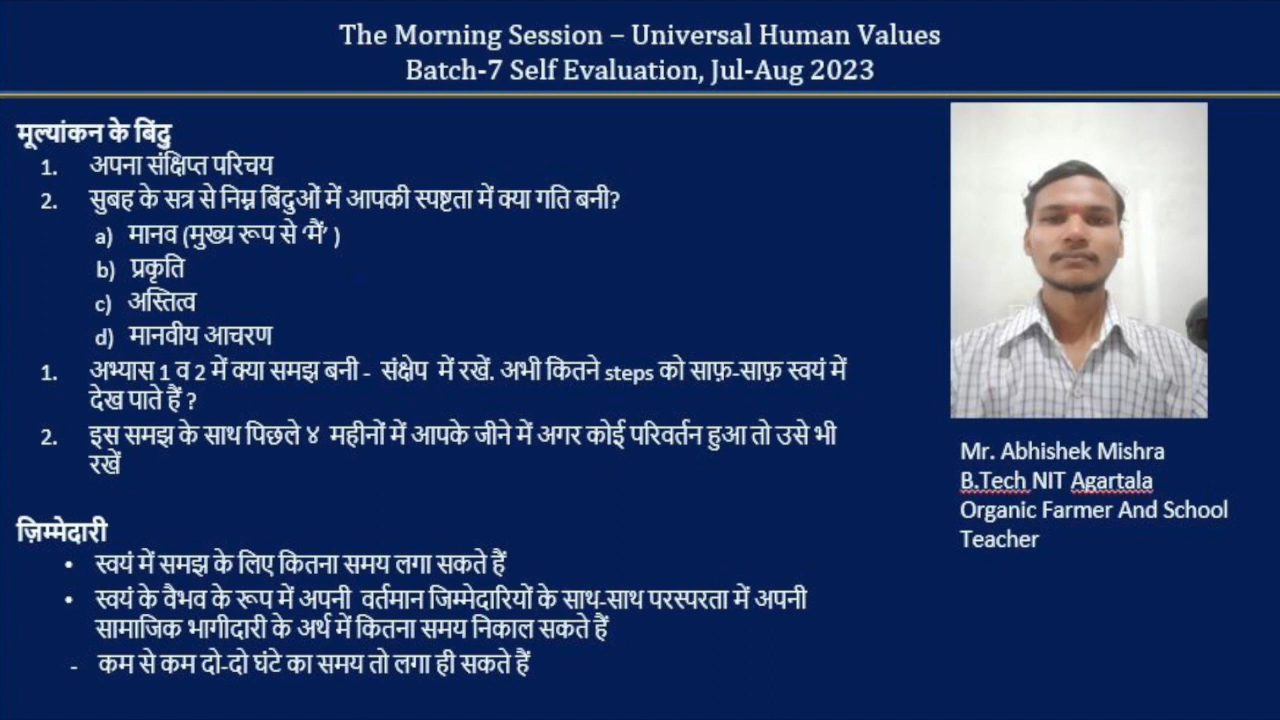 The Morning Session – Universal Human Values
Batch-7 Self Evaluation, Jul-Aug 2023
मूल्यांकन के बिंदु
1. अपना संक्षिप्त परिचय
2. सुबह के सत्र से निम्न बिंदुओं में आपकी स्पष्टता में क्या गति बनी?
a) मानव (मुख्य रूप से ‘मैं’ )
b) प्रकृति
c) अस्तित्व
d) मानवीय आचरण
1. अभ्यास 1 व 2 में क्या समझ बनी - संक्षेप में रखें. अभी कितने steps को साफ़-साफ़ स्वयं में
देख पाते हैं ?
2. इस समझ के साथ पिछले ४ महीनों में आपके जीने में अगर कोई परिवर्तन हुआ तो उसे भी
रखें
ज़िम्मेदारी
• स्वयं में समझ के लिए कितना समय लगा सकते हैं
• स्वयं के वैभव के रूप में अपनी वर्तमान जिम्मेदारियों के साथ-साथ परस्परता में अपनी
सामाजिक भागीदारी के अर्थ में कितना समय निकाल सकते हैं
- कम से कम दो-दो घंटे का समय तो लगा ही सकते हैं
Mr. Abhishek Mishra
B.Tech NIT Agartala
Organic Farmer And School
Teacher